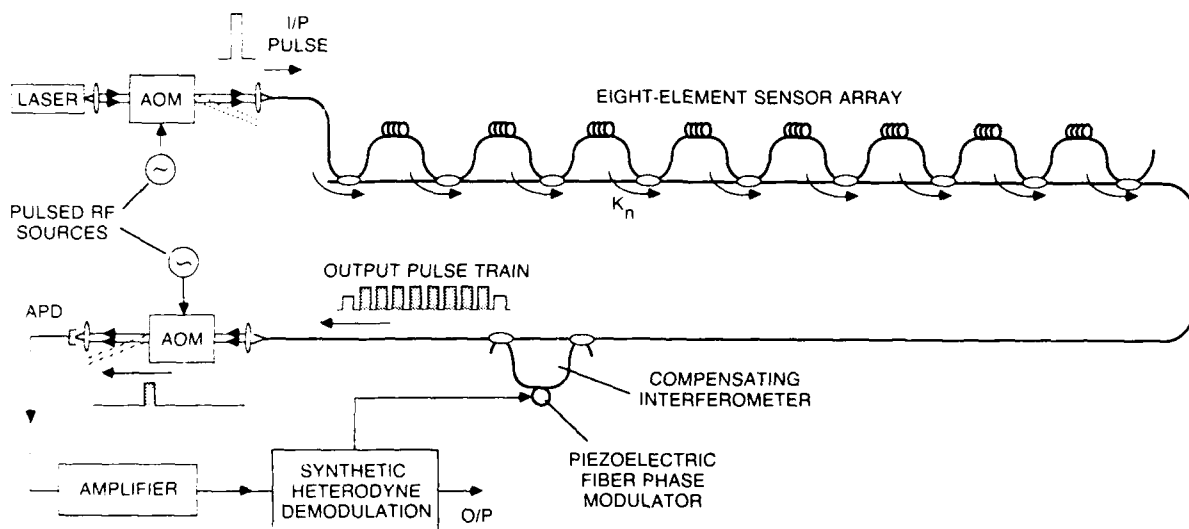 I/P
PULSE
LASER
AOM
EIGHT-ELEMENT SENSOR ARRAY
Kn
PULSED RF
SOURCES
OUTPUT PULSE TRAIN
APD
AOM
COMPENSATING
INTERFEROMETER
PIEZOELECTRIC
FIBER PHASE
MODULATOR
AMPLIFIER
SYNTHETIC
HETERODYNE
DEMODULATION
O/P